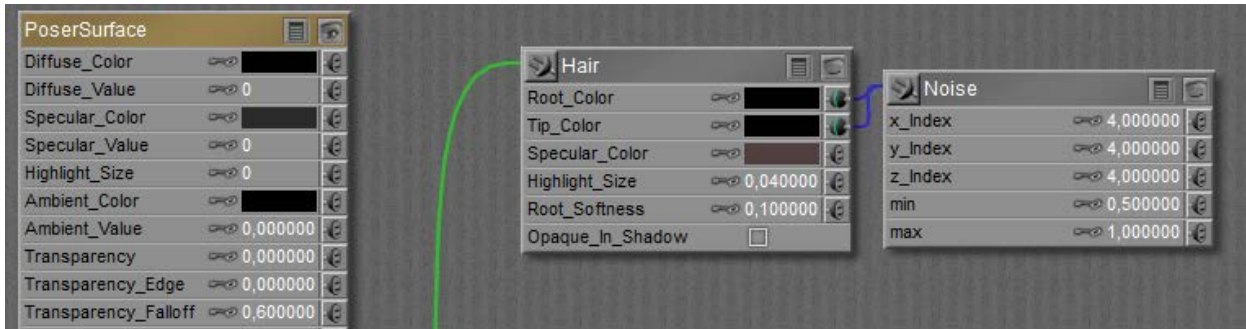 PoserSurface
Diffuse_Color
Diffuse_Value 0
Specular_Color
Specular_Value 0
Highlight_Size 0
Ambient_Color
Ambient_Value 0,000000
Transparency 0,000000
Transparency_Edge 0,000000
Transparency_Falloff 0,600000
Hair
Root_Color
Tip_Color
Specular_Color
Highlight_Size 0,040000
Root_Softness 0,100000
Opaque_In_Shadow
Noise
x_Index 4,000000
y_Index 4,000000
z_Index 4,000000
min 0,500000
max 1,000000